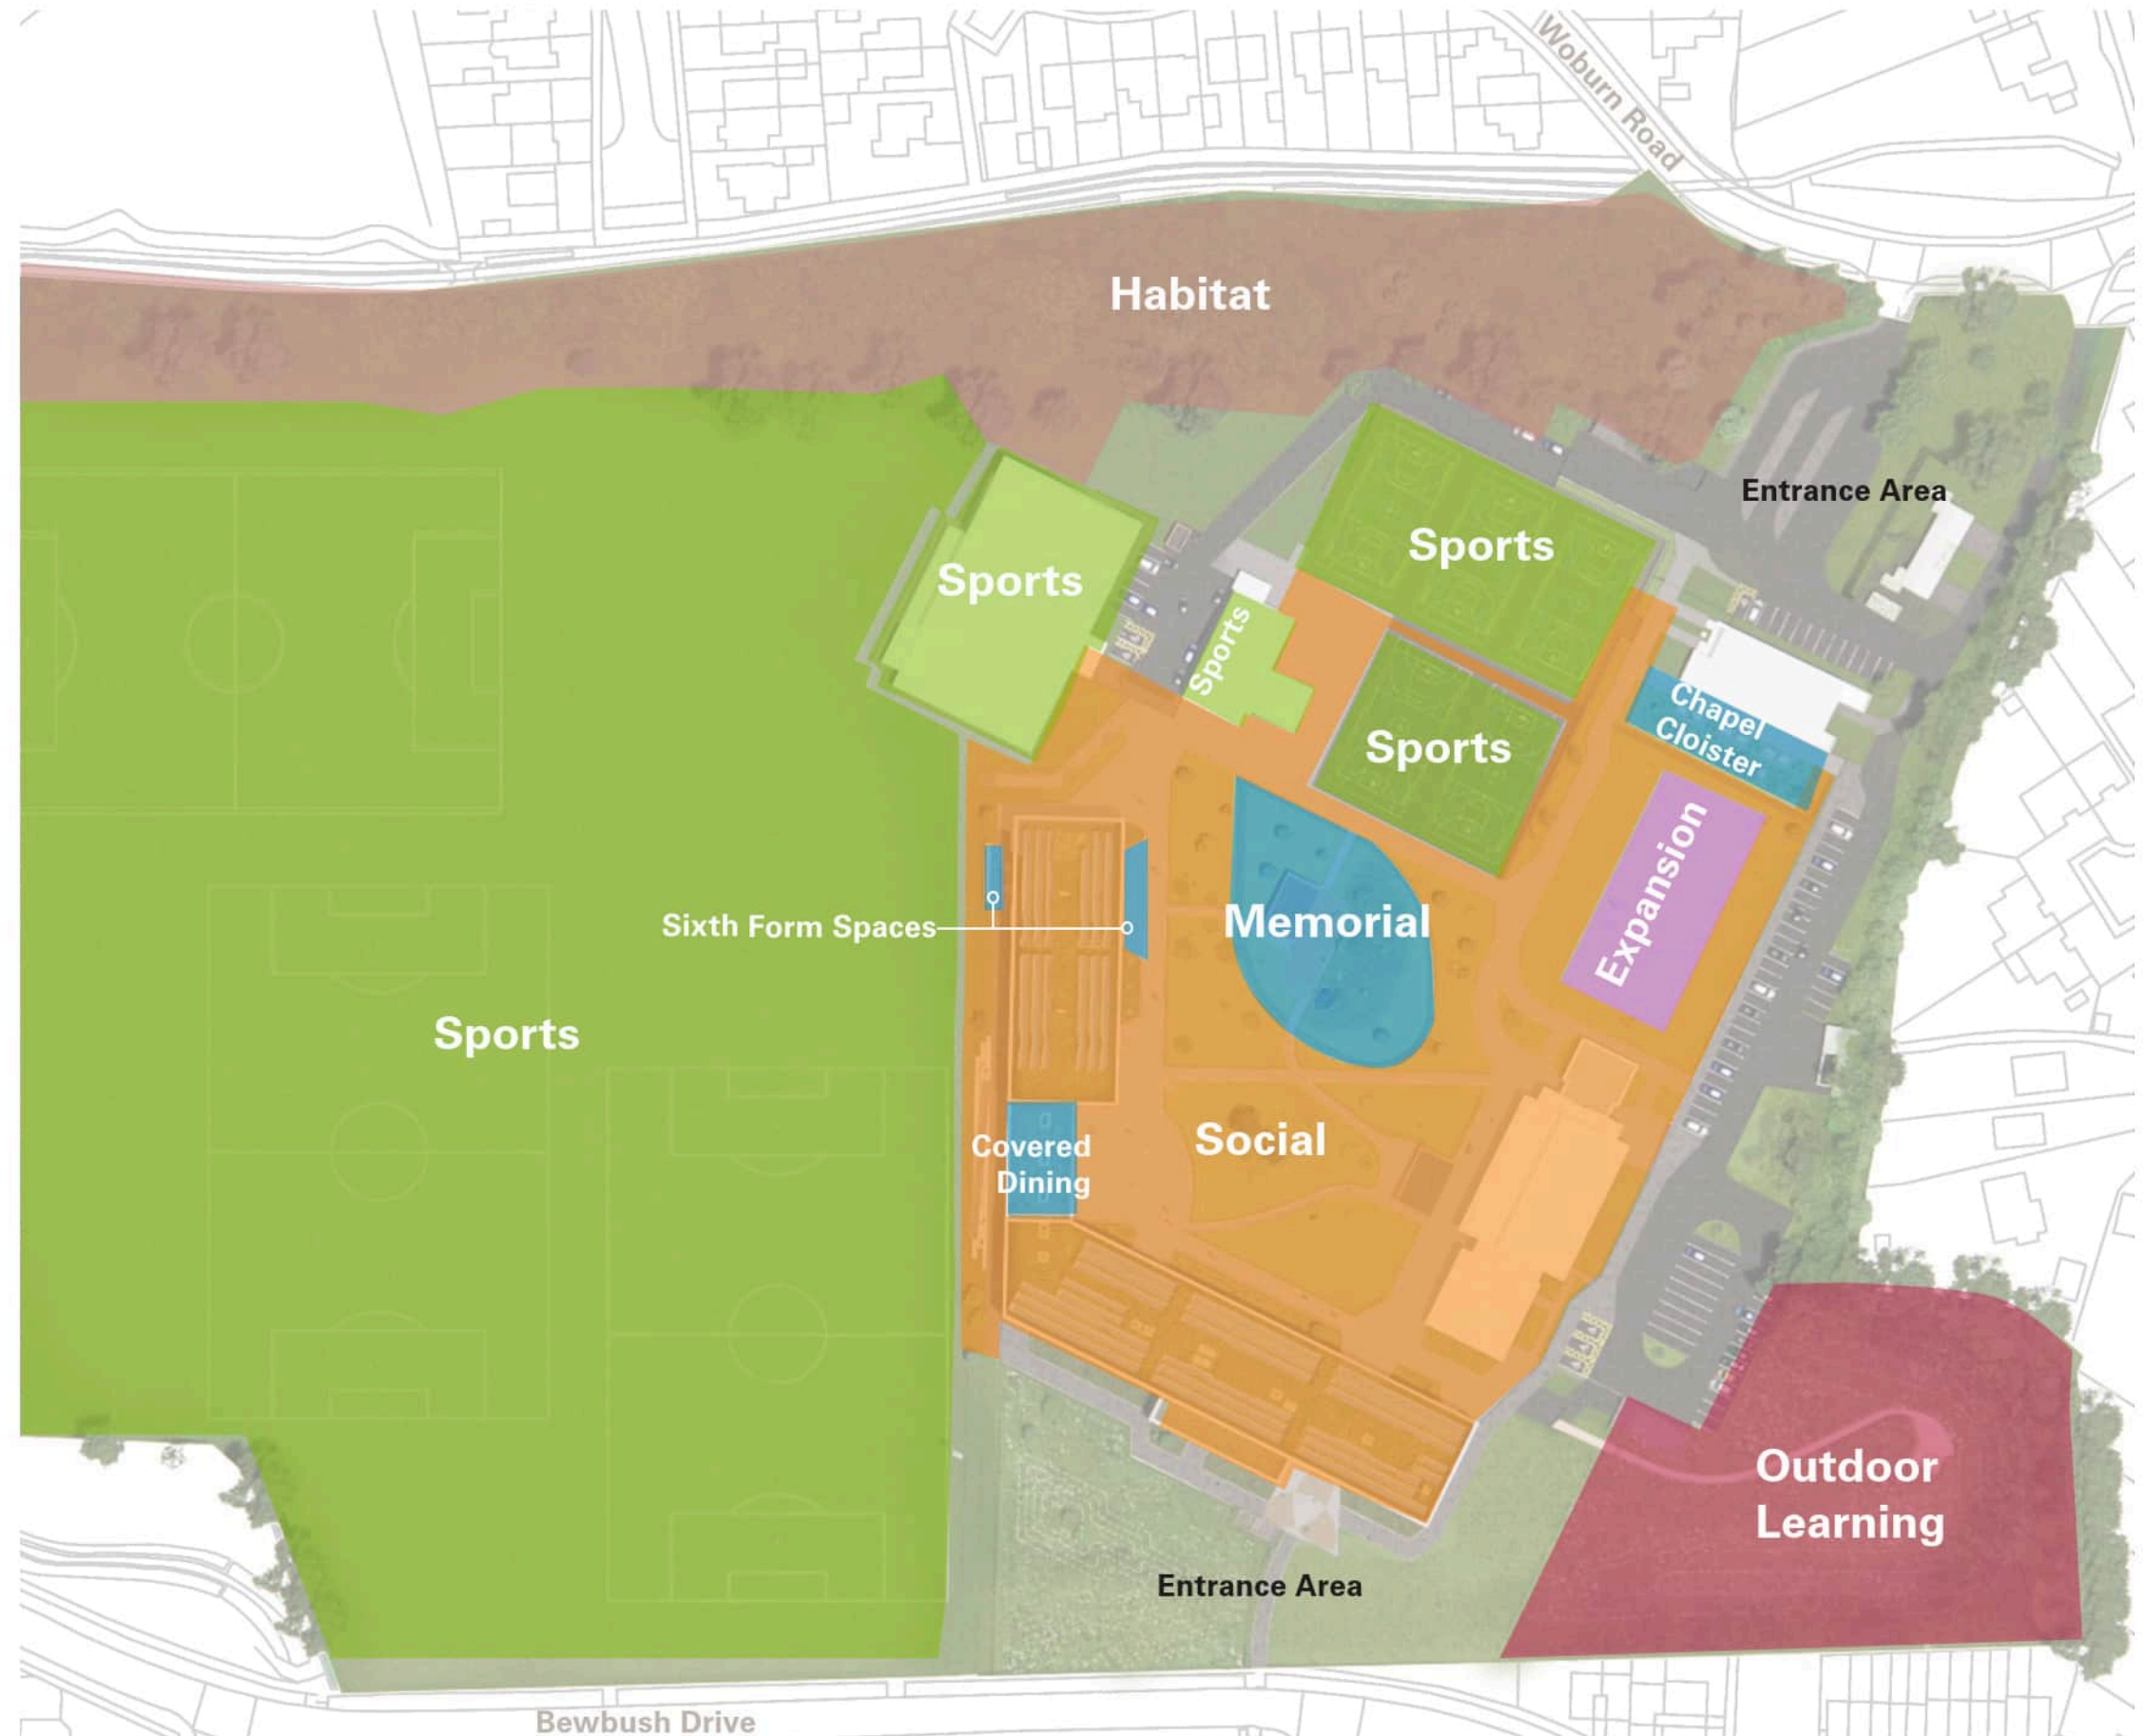 Woburn Road
Habitat
Entrance Area
Sports
Sports
Sports
Sports
Chapel
Cloister
Expansion
Memorial
Sixth Form Spaces
Sports
Social
Covered
Dining
Outdoor
Learning
Entrance Area
Bewbush Drive